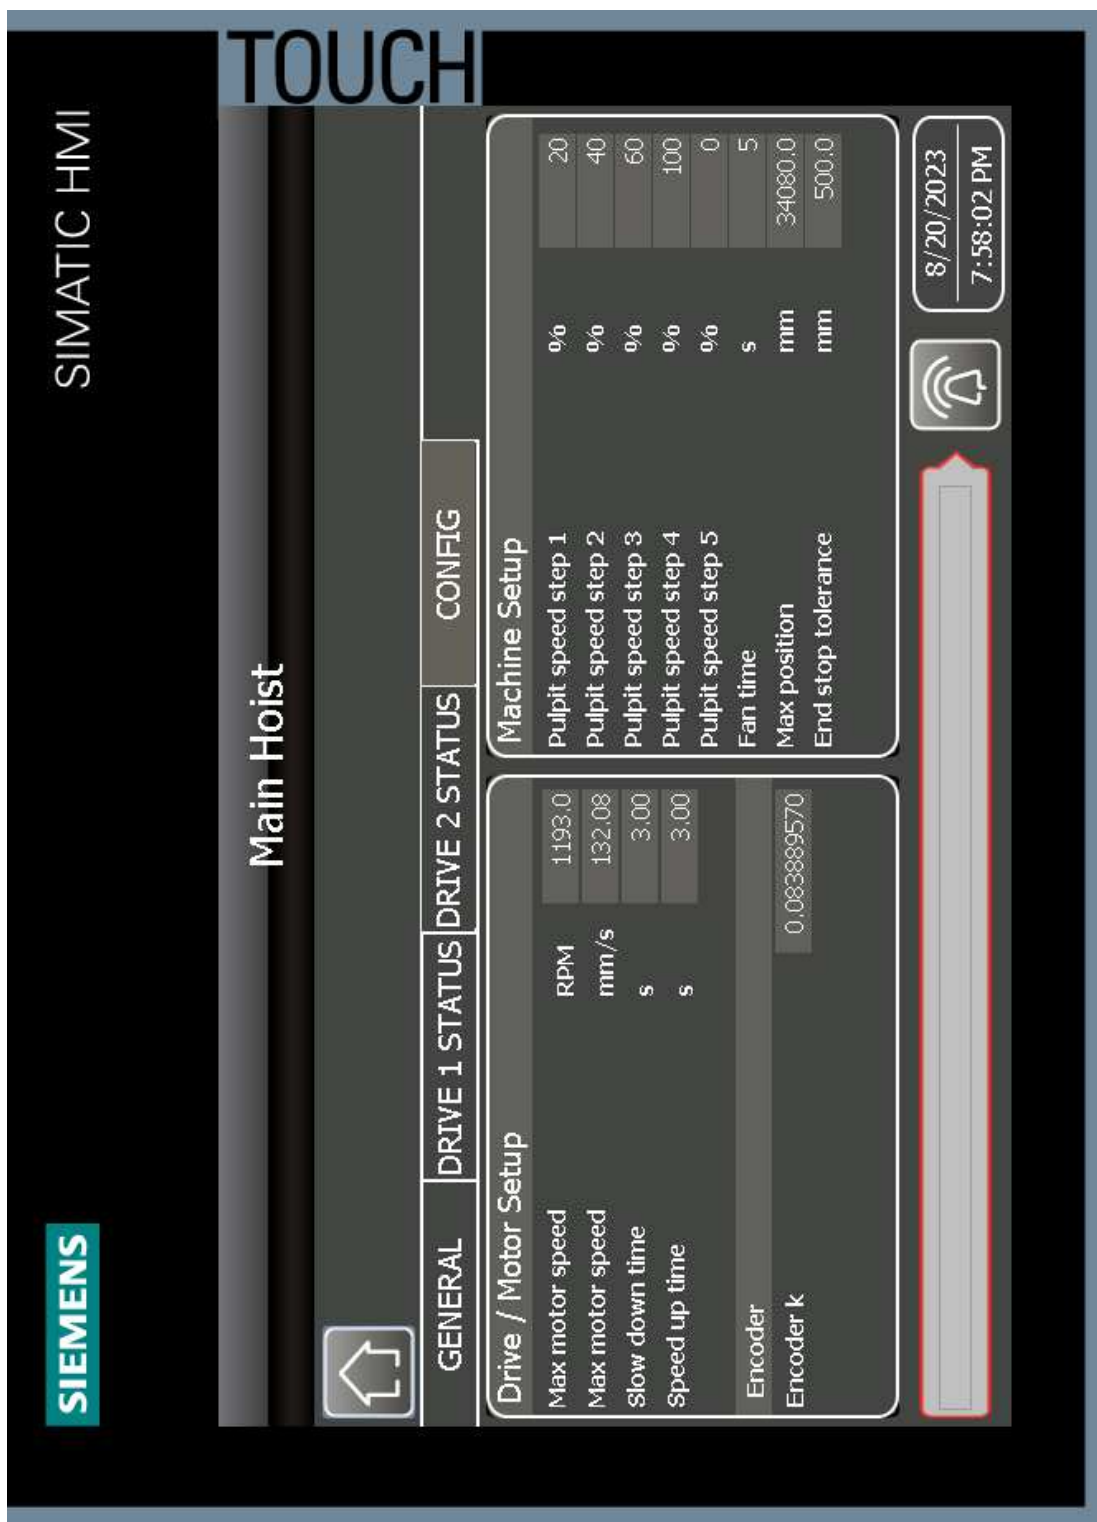 SIEMENS
SIMATIC HMI
TOUCH
Main Hoist
GENERAL
DRIVE 1 STATUS
DRIVE 2 STATUS
CONFIG
Drive / Motor Setup
Max motor speed RPM 1193.0
Max motor speed mm/s 132.08
Slow down time s 3.00
Speed up time s 3.00
Encoder
Encoder k 0.083889570
Machine Setup
Pulpit speed step 1 % 20
Pulpit speed step 2 % 40
Pulpit speed step 3 % 60
Pulpit speed step 4 % 100
Pulpit speed step 5 % 0
Fan time s 5
Max position mm 34080.0
End stop tolerance mm 500.0
8/20/2023
7:58:02 PM